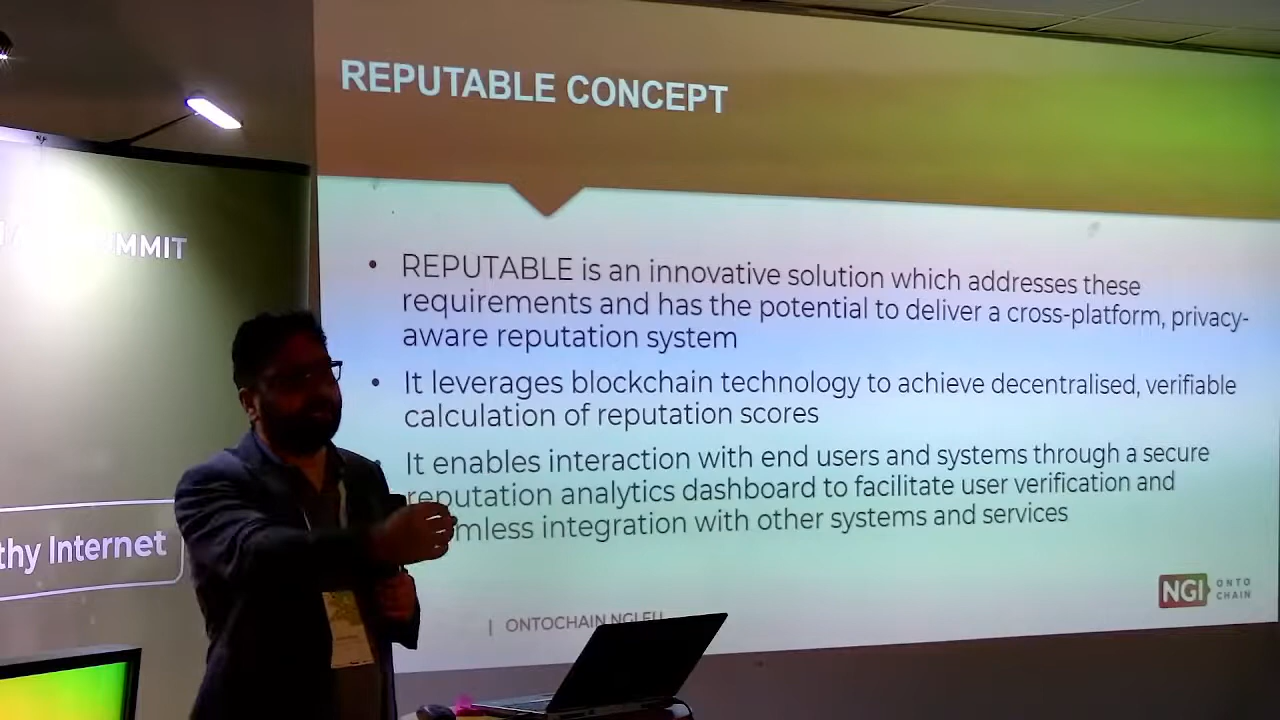 REPUTABLE CONCEPT
• REPUTABLE is an innovative solution which addresses these
requirements and has the potential to deliver a cross-platform, privacy-
aware reputation system
• It leverages blockchain technology to achieve decentralised, verifiable
calculation of reputation scores
It enables interaction with end users and systems through a secure
reputation analytics dashboard to facilitate user verification and
mless integration with other systems and services
| ONTOCHAIN.NGI.EU
NGI ONTO
CHAIN
MMIT
thy Internet